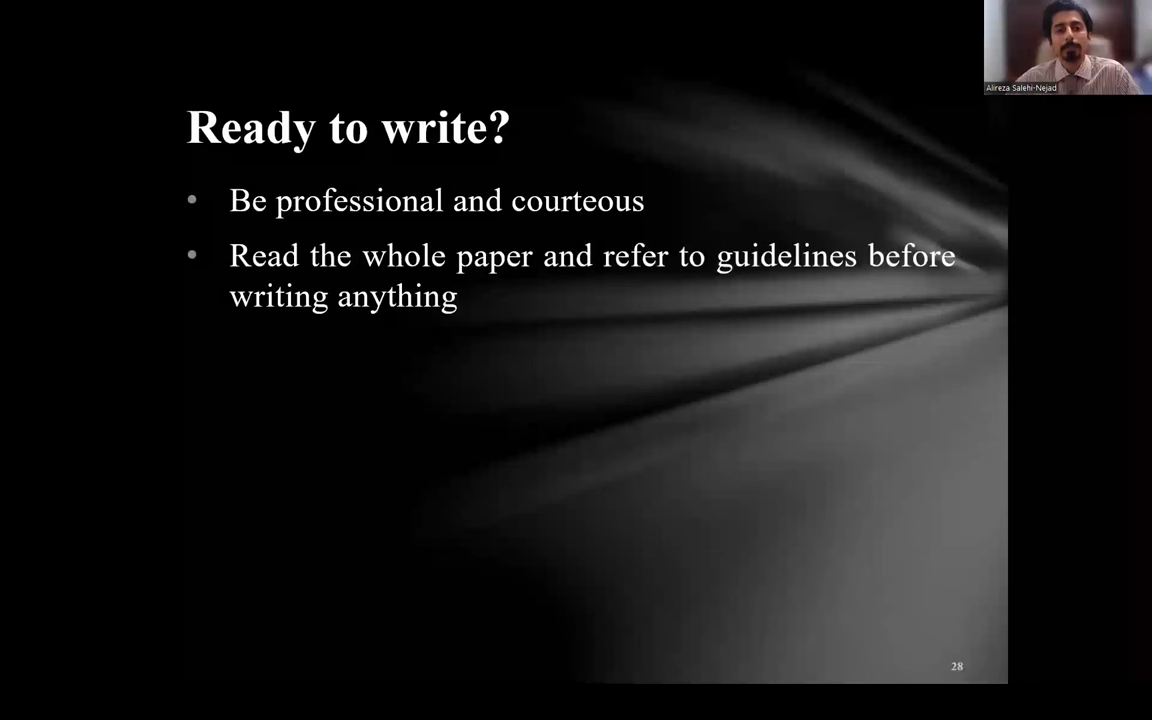 Alireza Salehi-Nejad
Ready to write?
• Be professional and courteous
• Read the whole paper and refer to guidelines before
writing anything
28